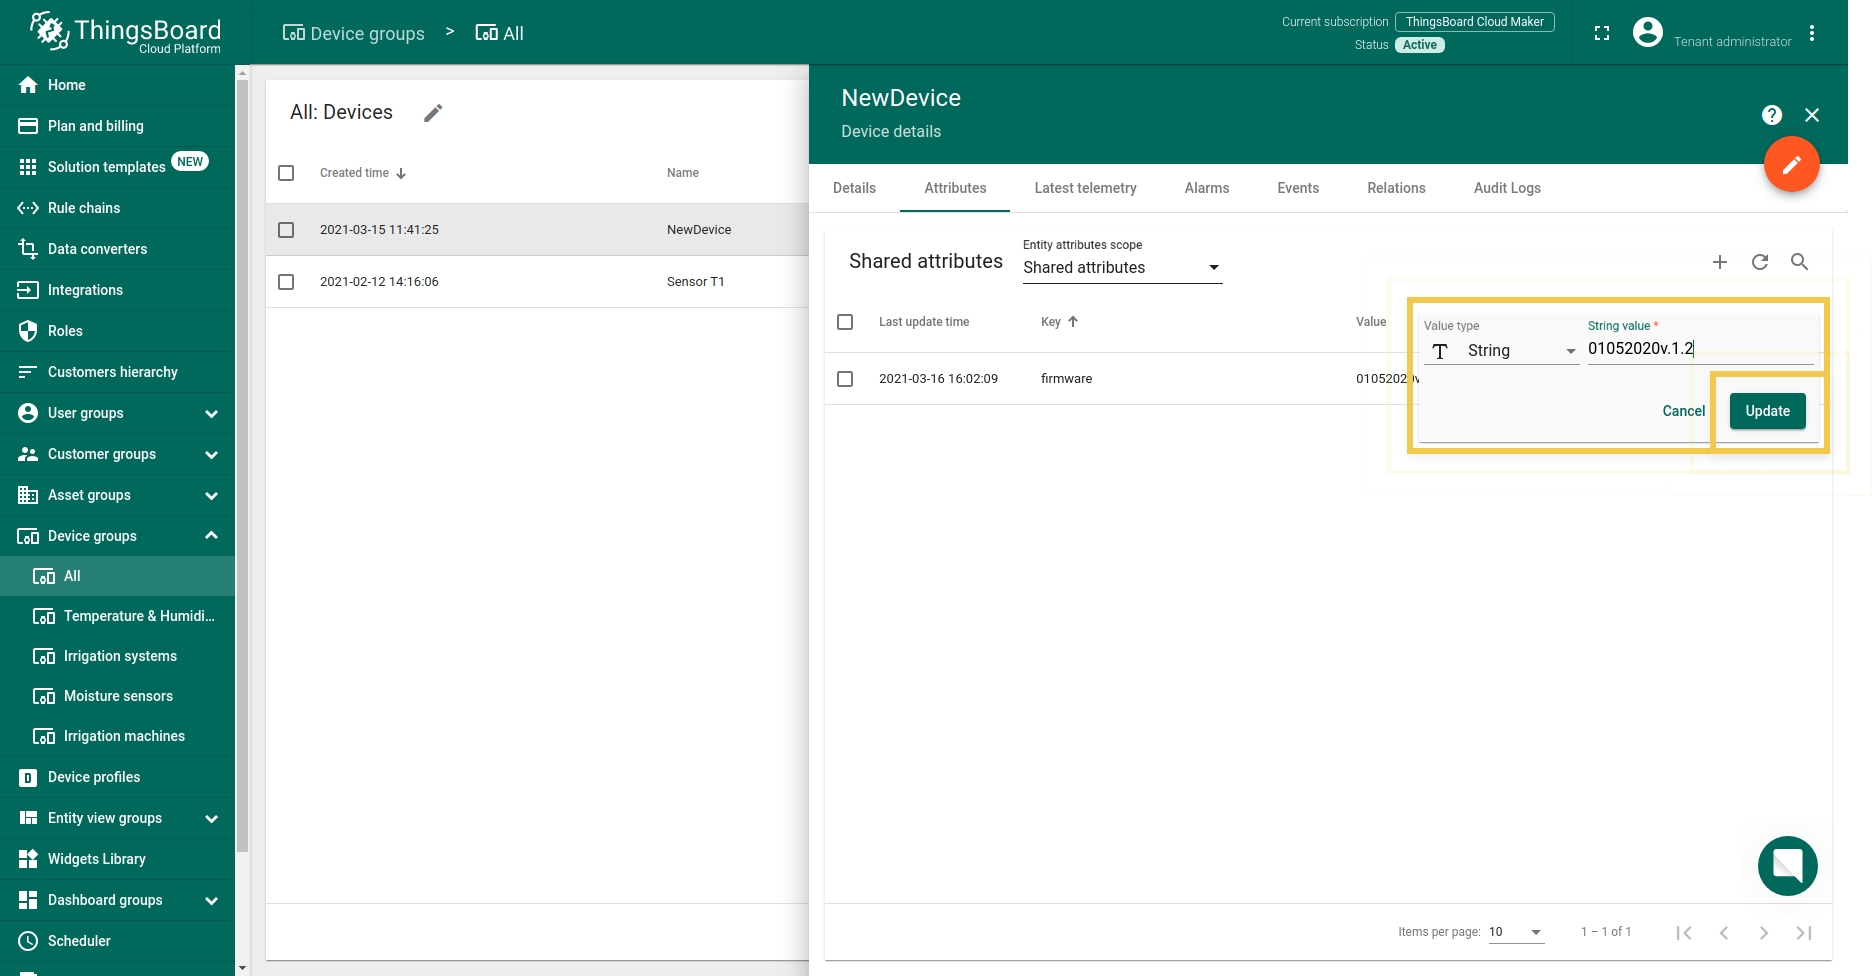 ThingsBoard
Cloud Platform
Device groups > All
Current subscription ThingsBoard Cloud Maker
Status Active
Tenant administrator
Home
Plan and billing
Solution templates NEW
Rule chains
Data converters
Integrations
Roles
Customers hierarchy
User groups
Customer groups
Asset groups
Device groups
All
Temperature & Humidi...
Irrigation systems
Moisture sensors
Irrigation machines
Device profiles
Entity view groups
Widgets Library
Dashboard groups
Scheduler
All: Devices
Created time Name
2021-03-15 11:41:25 NewDevice
2021-02-12 14:16:06 Sensor T1
NewDevice
Device details
Details Attributes Latest telemetry Alarms Events Relations Audit Logs
Shared attributes
Entity attributes scope
Shared attributes
Last update time Key Value
2021-03-16 16:02:09 firmware 01052020v
Value type
String
String value *
01052020v.1.2
Cancel Update
Items per page: 10 1 – 1 of 1